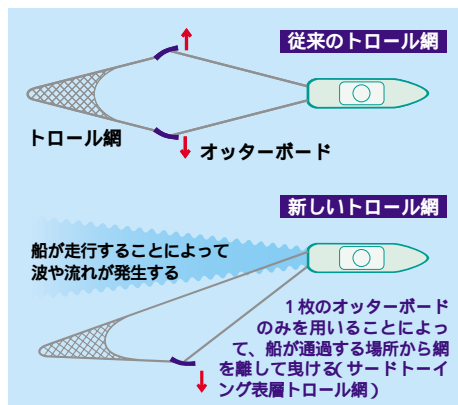 従来のトロール網
トロール網
オッターボード
新しいトロール網
船が走行することによって
波や流れが発生する
1枚のオッターボード
のみを用いることによっ
て、船が通過する場所から網
を離して曳ける(サードトーイ
ング表層トロール網)